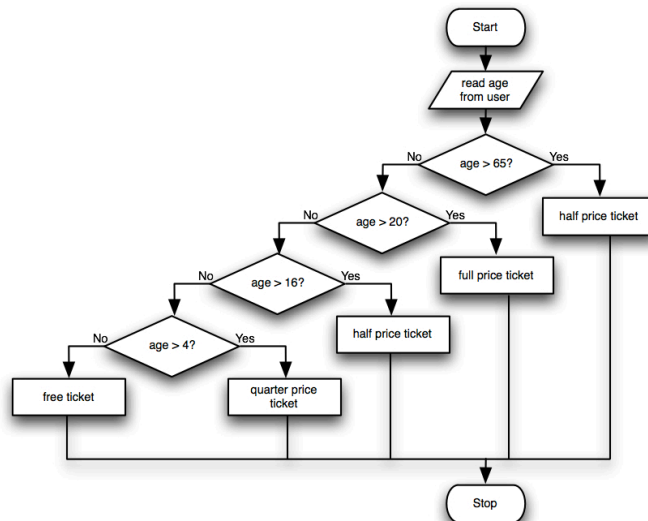 Start
read age
from user
age > 65?
No
Yes
half price ticket
age > 20?
No
Yes
full price ticket
age > 16?
No
Yes
half price ticket
age > 4?
No
Yes
free ticket
quarter price
ticket
Stop